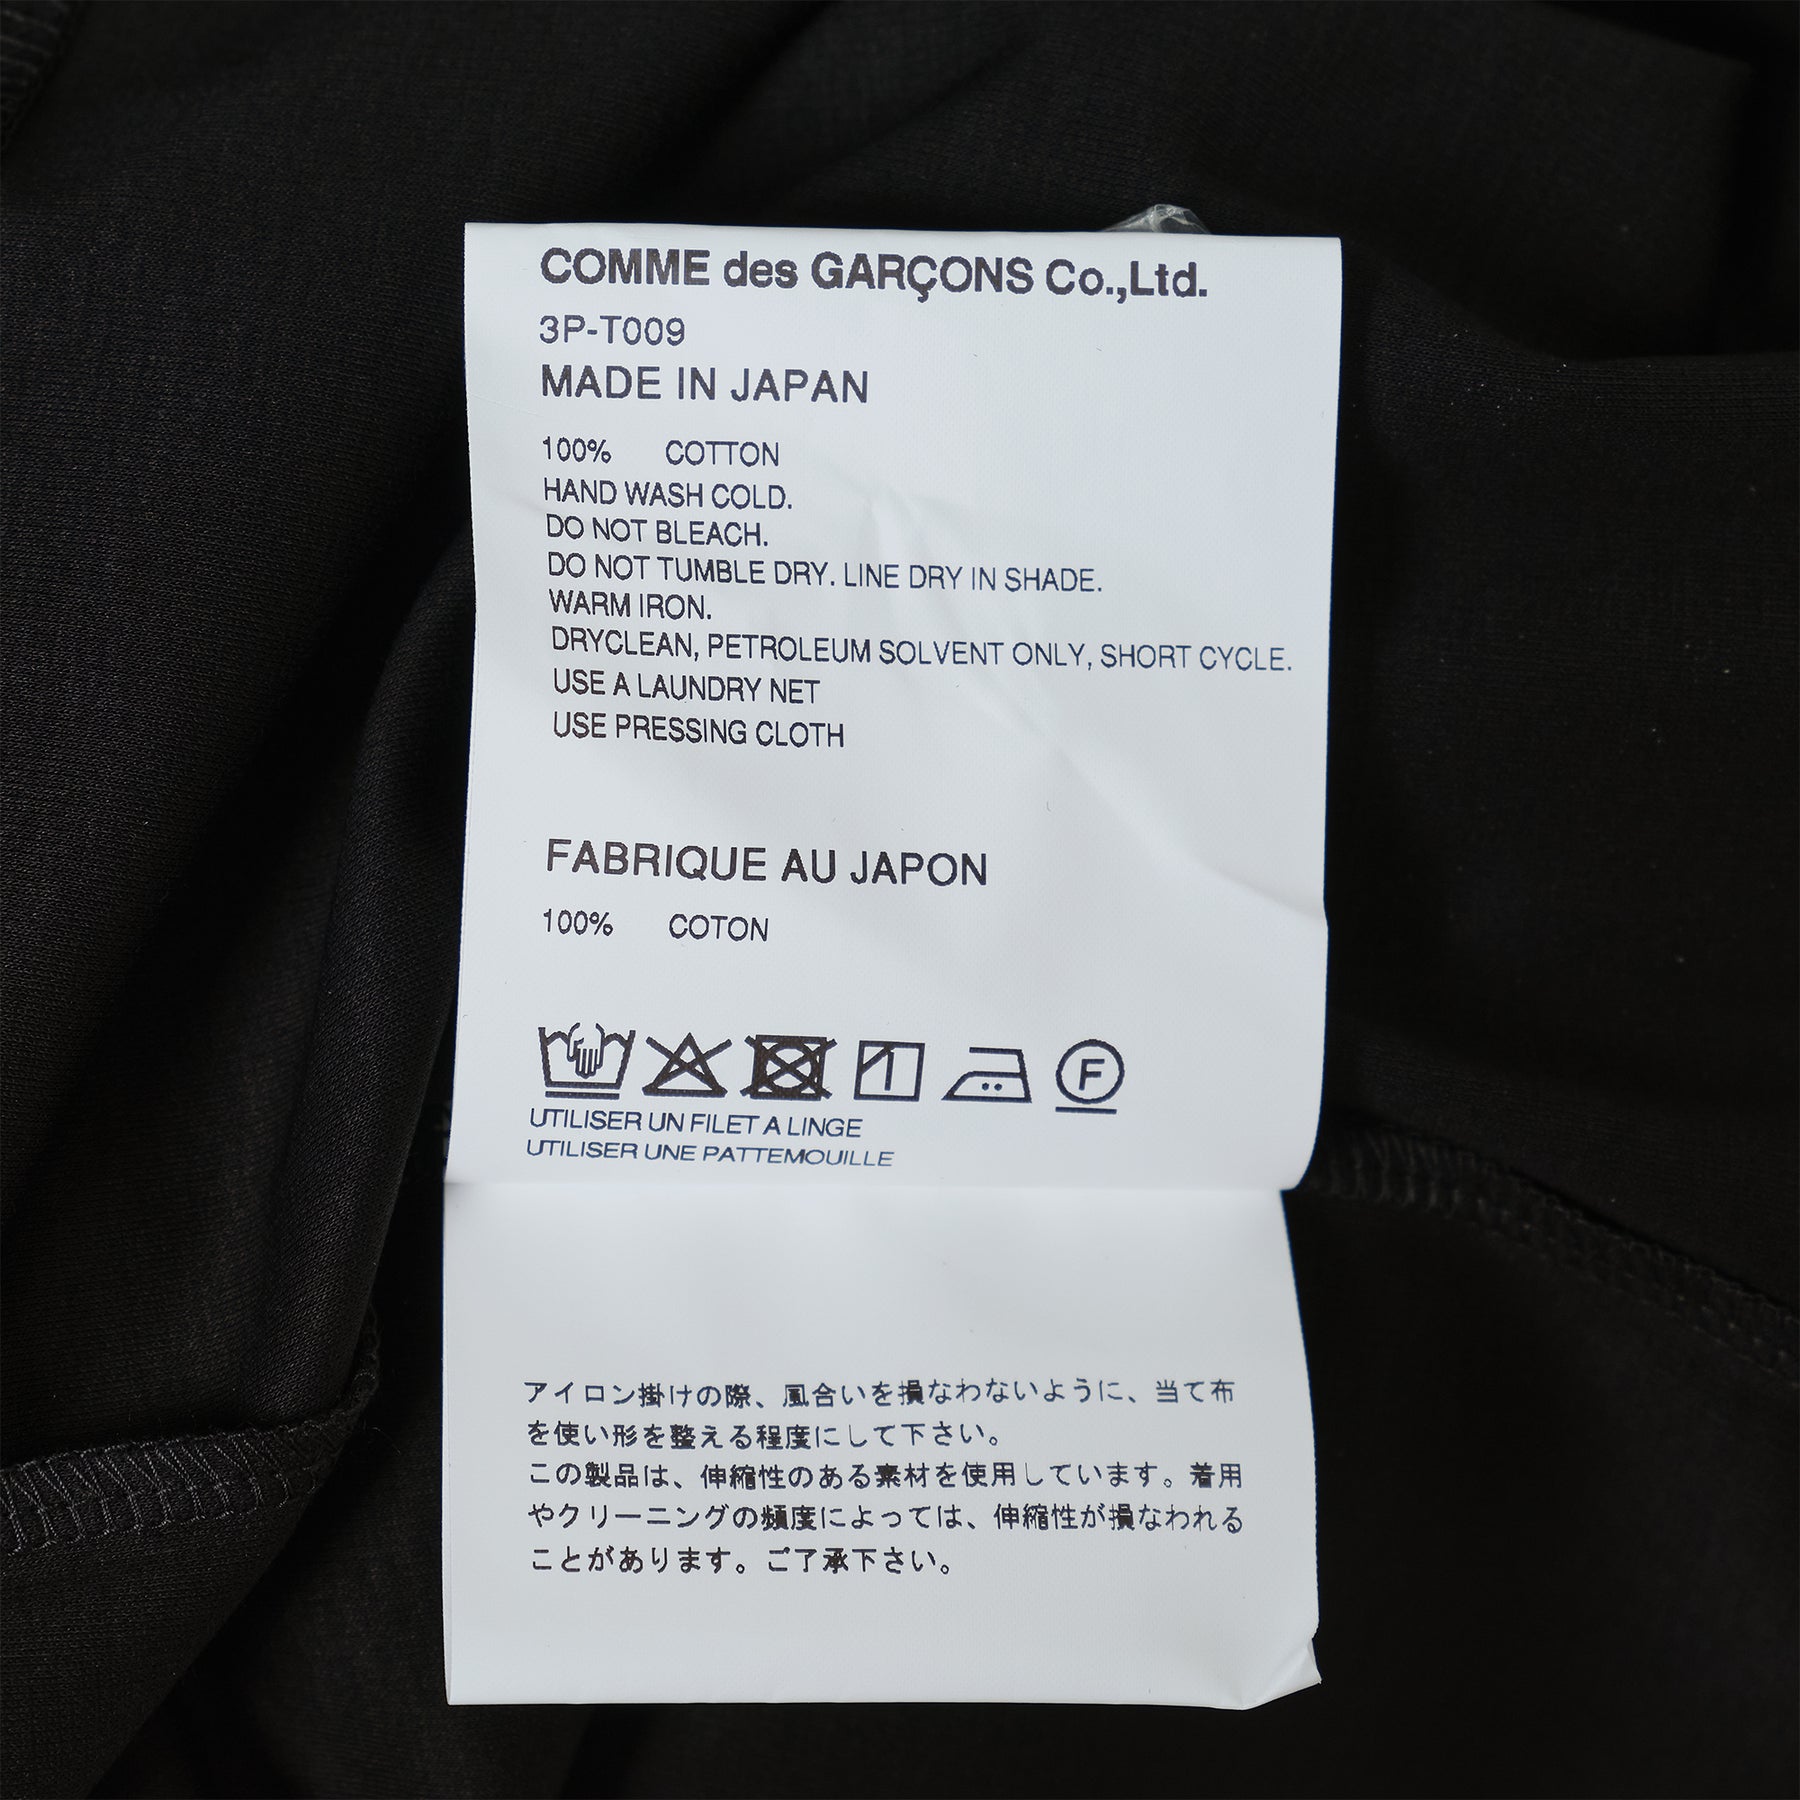 COMME des GARÇONS Co.,Ltd.
3P-T009
MADE IN JAPAN
100% COTTON
HAND WASH COLD.
DO NOT BLEACH.
DO NOT TUMBLE DRY. LINE DRY IN SHADE.
WARM IRON.
DRYCLEAN, PETROLEUM SOLVENT ONLY, SHORT CYCLE.
USE A LAUNDRY NET
USE PRESSING CLOTH
FABRIQUE AU JAPON
100% COTON
F
UTILISER UN FILET A LINGE
UTILISER UNE PATTEMOUILLE
アイロン掛けの際、風合いを損なわないように、当て布
を使い形を整える程度にして下さい。
この製品は、伸縮性のある素材を使用しています。着用
やクリーニングの頻度によっては、伸縮性が損なわれる
ことがあります。ご了承下さい。